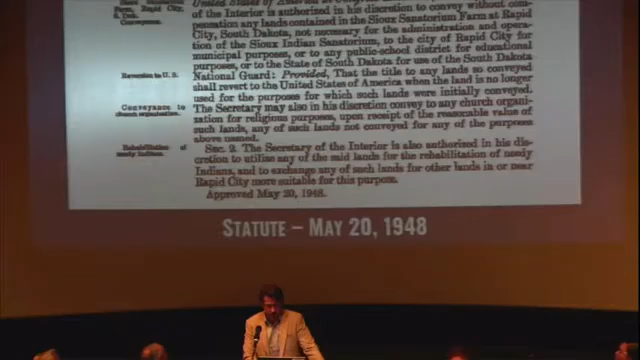 Farm, Rapid City,
S. Dak.
Conveyance.
Reversion to U.S.
Conveyance to
church organization.
Rehabilitation of
needy Indians.
of the Interior is authorized in his discretion to convey without com-
pensation any lands contained in the Sioux Sanatorium Farm at Rapid
City, South Dakota, not necessary for the administration and opera-
tion of the Sioux Indian Sanatorium, to the city of Rapid City for
municipal purposes, or to any public-school district for educational
purposes, or to the State of South Dakota for use of the South Dakota
National Guard: Provided, That the title to any lands so conveyed
shall revert to the United States of America when the land is no longer
used for the purposes for which such lands were initially conveyed.
The Secretary may also in his discretion convey to any church organi-
zation for religious purposes, upon receipt of the reasonable value of
such lands, any of such lands not conveyed for any of the purposes
above named.
Sec. 2. The Secretary of the Interior is also authorized in his dis-
cretion to utilize any of the said lands for the rehabilitation of needy
Indians, and to exchange any of such lands for other lands in or near
Rapid City more suitable for this purpose.
Approved May 20, 1948.
STATUTE – MAY 20, 1948